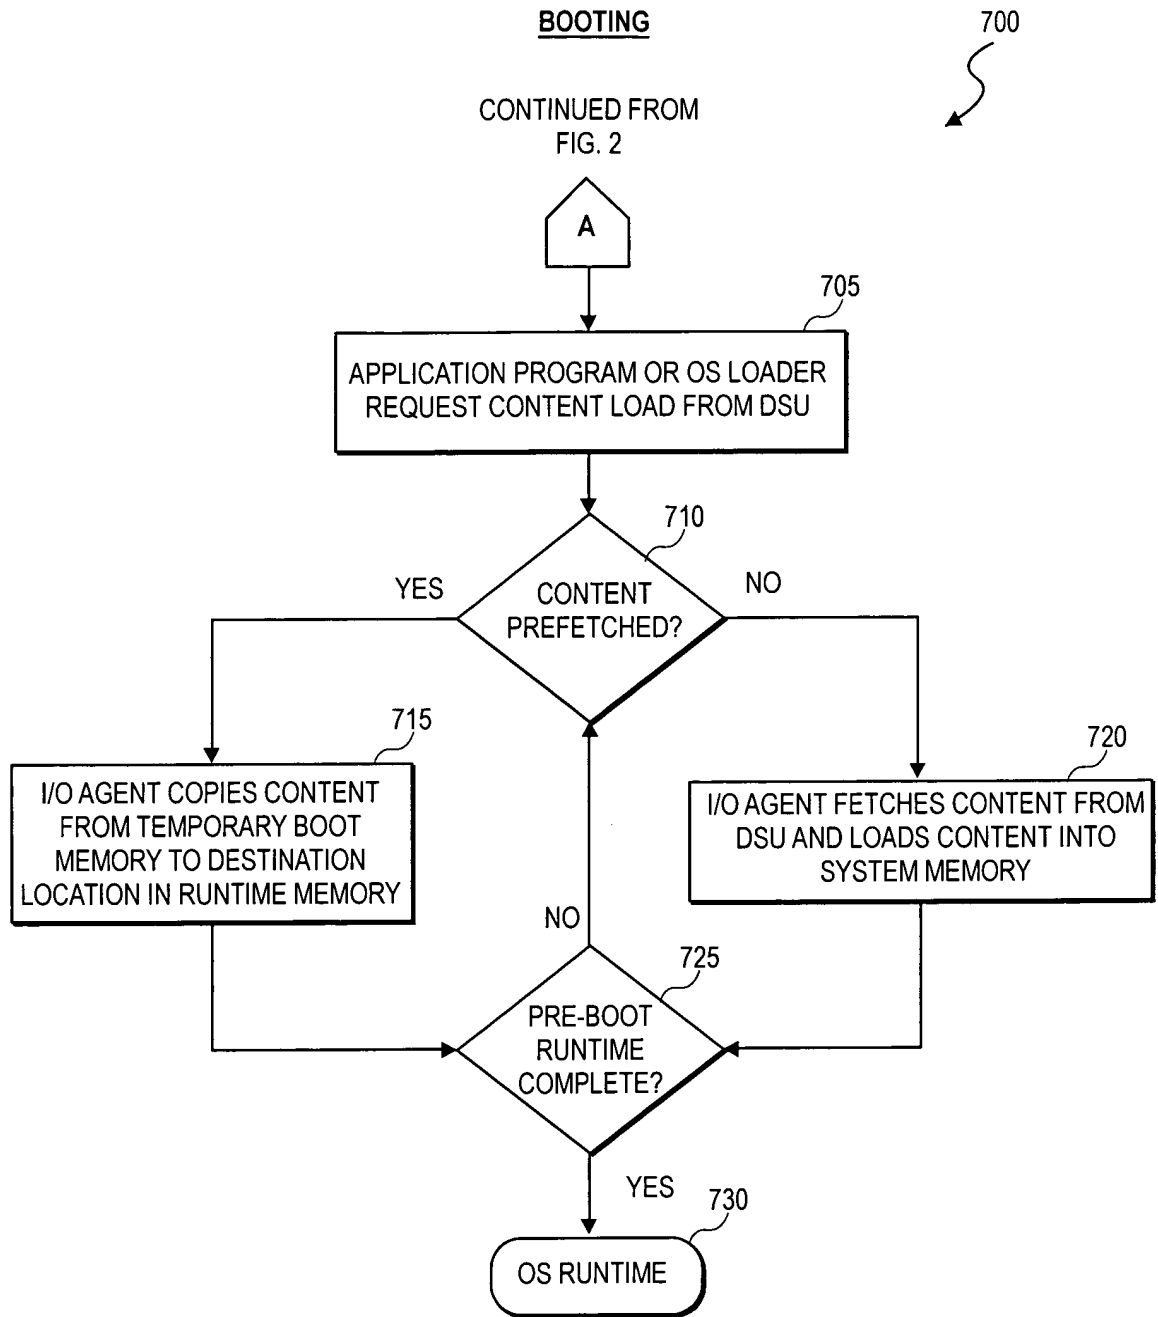 BOOTING
700
CONTINUED FROM
FIG. 2
A
705
APPLICATION PROGRAM OR OS LOADER
REQUEST CONTENT LOAD FROM DSU
710
YES
NO
CONTENT
PREFETCHED?
715
I/O AGENT COPIES CONTENT
FROM TEMPORARY BOOT
MEMORY TO DESTINATION
LOCATION IN RUNTIME MEMORY
720
I/O AGENT FETCHES CONTENT FROM
DSU AND LOADS CONTENT INTO
SYSTEM MEMORY
NO
725
PRE-BOOT
RUNTIME
COMPLETE?
YES
730
OS RUNTIME